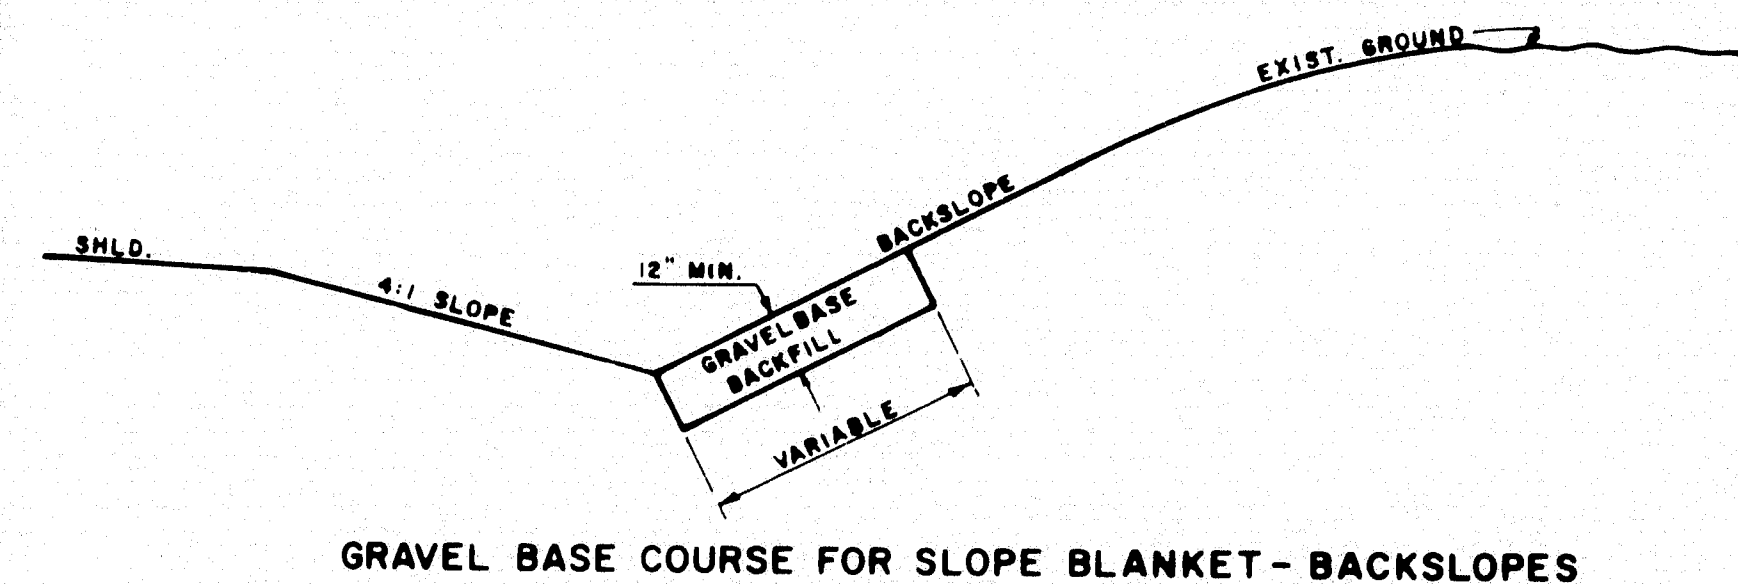 EXIST. GROUND
BACKSLOPE
SHLD.
12" MIN.
4:1 SLOPE
GRAVEL BASE
BACKFILL
VARIABLE
GRAVEL BASE COURSE FOR SLOPE BLANKET - BACKSLOPES